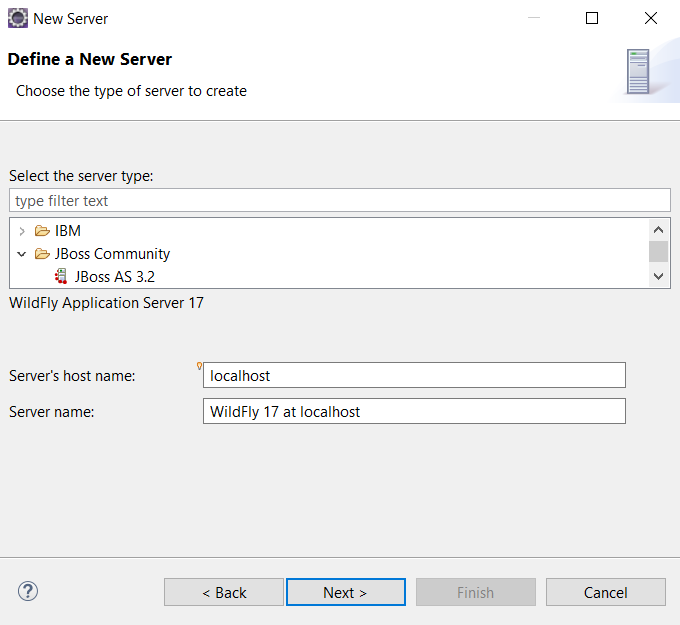 New Server
Define a New Server
Choose the type of server to create
Select the server type:
type filter text
IBM
JBoss Community
JBoss AS 3.2
WildFly Application Server 17
Server's host name: localhost
Server name: WildFly 17 at localhost
? < Back Next > Finish Cancel